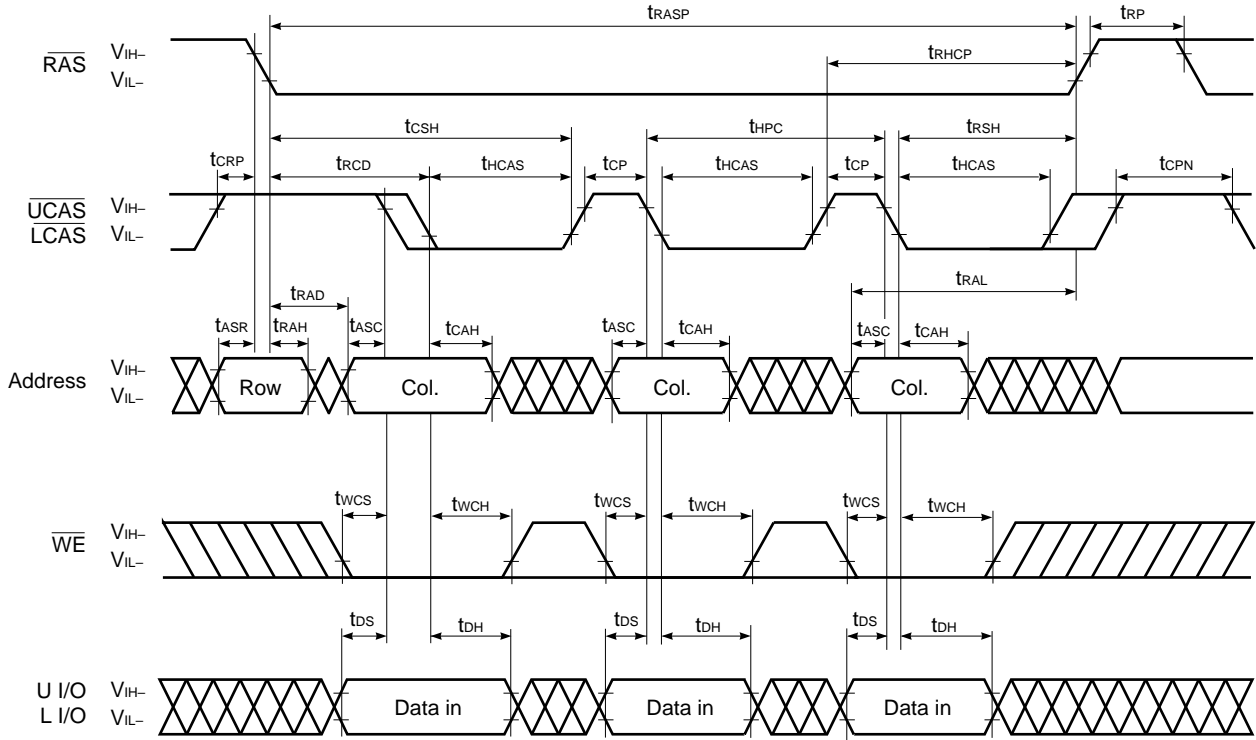 tRASP
tRP
RAS
VIH–
VIL–
tRHCP
tCSH
tHPC
tRSH
tCRP
tRCD
tHCAS
tCP
tHCAS
tCP
tHCAS
tCPN
UCAS
LCAS
VIH–
VIL–
tRAD
tRAL
tASR
tRAH
tASC
tCAH
tASC
tCAH
tASC
tCAH
Address
VIH–
VIL–
Row
Col.
Col.
Col.
tWCS
tWCH
tWCS
tWCH
tWCS
tWCH
WE
VIH–
VIL–
tDS
tDH
tDS
tDH
tDS
tDH
U I/O
L I/O
VIH–
VIL–
Data in
Data in
Data in